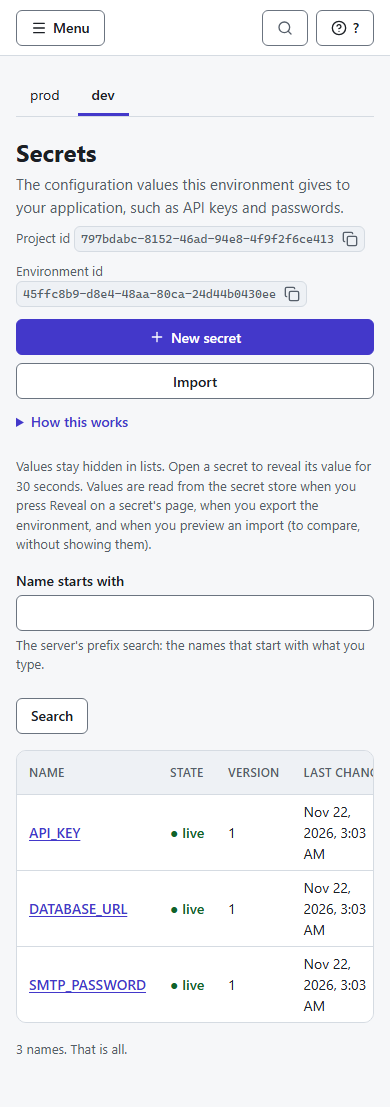 Menu
?
prod dev
Secrets
The configuration values this environment gives to
your application, such as API keys and passwords.
Project id 797bdabc-8152-46ad-94e8-4f9f2f6ce413
Environment id
45ffc8b9-d8e4-48aa-80ca-24d44b0430ee
+ New secret
Import
How this works
Values stay hidden in lists. Open a secret to reveal its value for
30 seconds. Values are read from the secret store when you
press Reveal on a secret's page, when you export the
environment, and when you preview an import (to compare,
without showing them).
Name starts with
The server's prefix search: the names that start with what you
type.
Search
NAME STATE VERSION LAST CHANG
API_KEY ● live 1 Nov 22,
2026, 3:03
AM
DATABASE_URL ● live 1 Nov 22,
2026, 3:03
AM
SMTP_PASSWORD ● live 1 Nov 22,
2026, 3:03
AM
3 names. That is all.